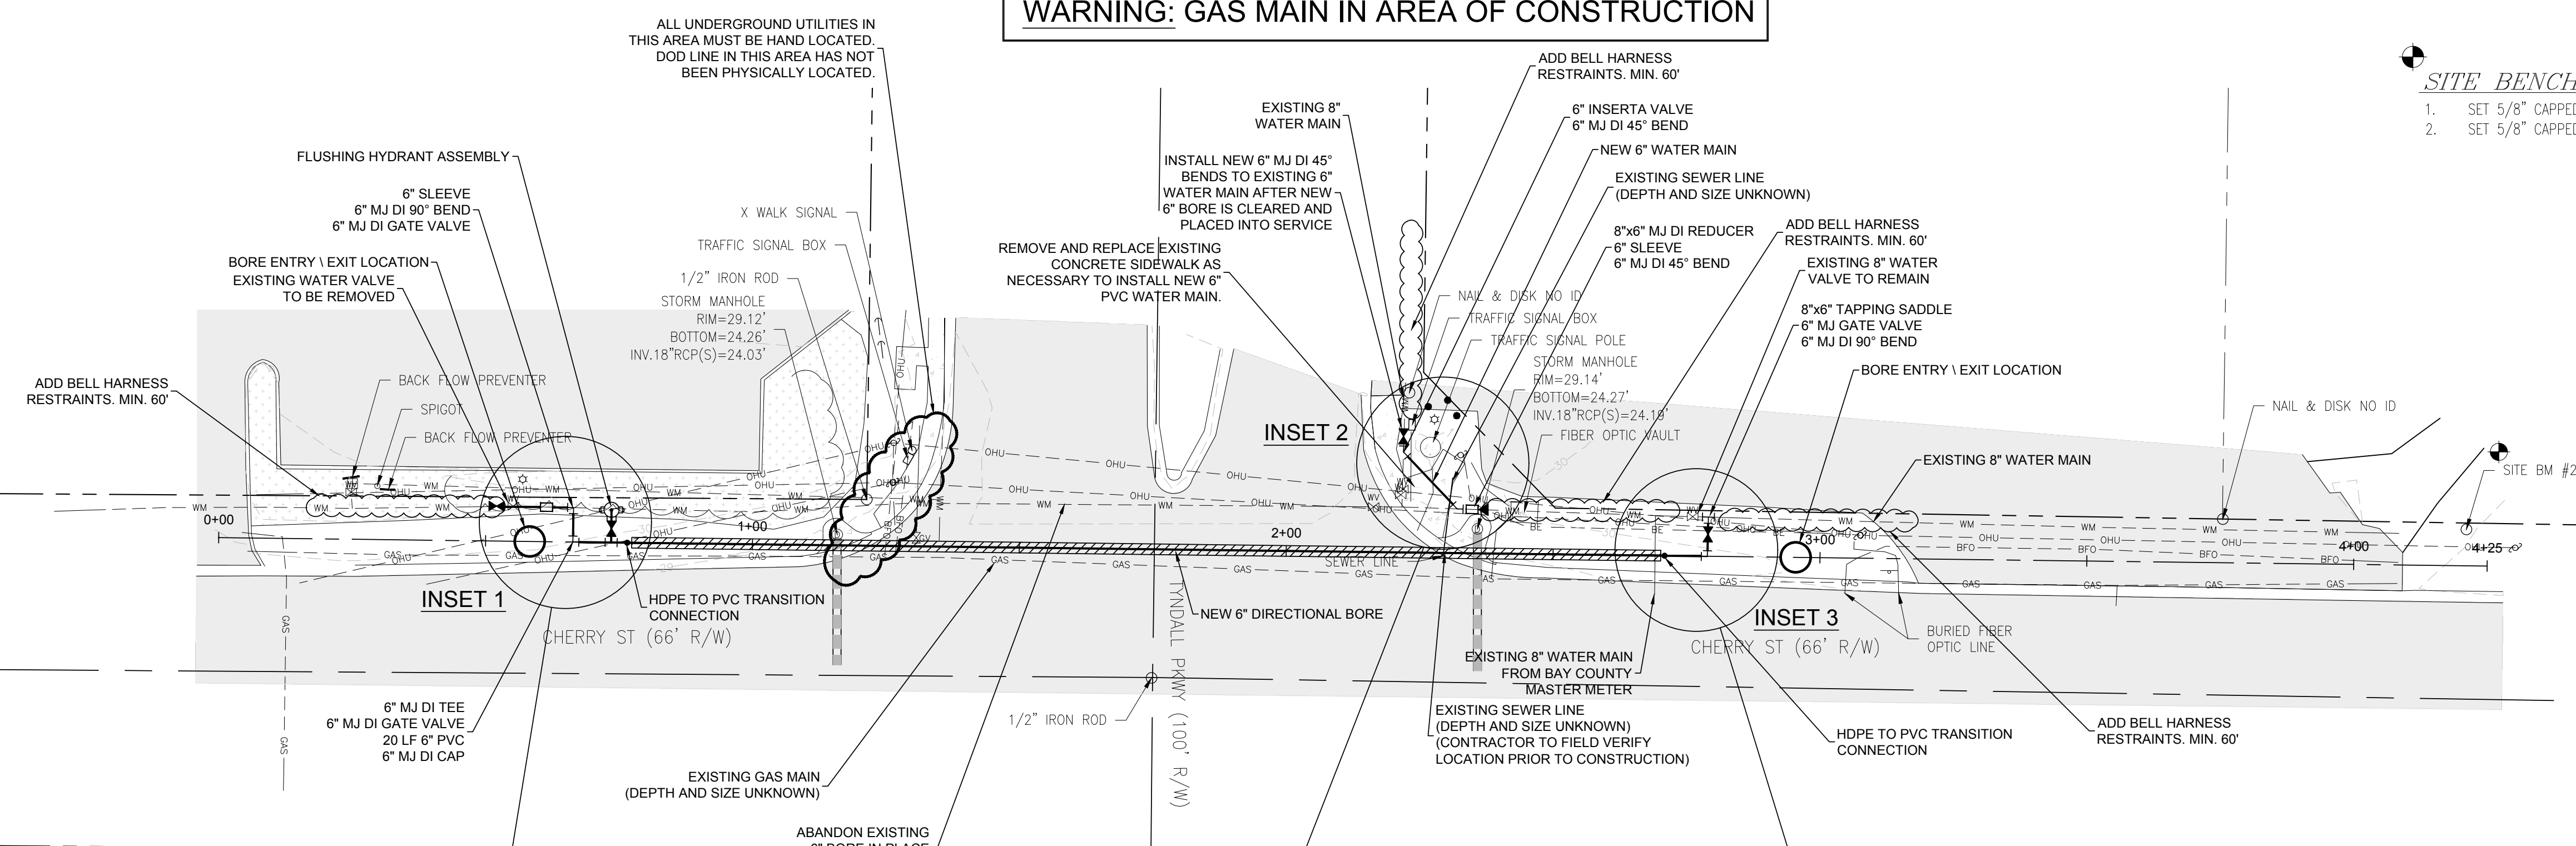 WARNING: GAS MAIN IN AREA OF CONSTRUCTION
ALL UNDERGROUND UTILITIES IN
THIS AREA MUST BE HAND LOCATED.
DOD LINE IN THIS AREA HAS NOT
BEEN PHYSICALLY LOCATED.
FLUSHING HYDRANT ASSEMBLY
6" SLEEVE
6" MJ DI 90° BEND
6" MJ DI GATE VALVE
BORE ENTRY \ EXIT LOCATION
EXISTING WATER VALVE
TO BE REMOVED
ADD BELL HARNESS
RESTRAINTS. MIN. 60'
BACK FLOW PREVENTER
SPIGOT
BACK FLOW PREVENTER
X WALK SIGNAL
TRAFFIC SIGNAL BOX
1/2" IRON ROD
STORM MANHOLE
RIM=29.12'
BOTTOM=24.26'
INV.18"RCP(S)=24.03'
ADD BELL HARNESS
RESTRAINTS. MIN. 60'
EXISTING 8"
WATER MAIN
6" INSERTA VALVE
6" MJ DI 45° BEND
INSTALL NEW 6" MJ DI 45°
BENDS TO EXISTING 6"
WATER MAIN AFTER NEW
6" BORE IS CLEARED AND
PLACED INTO SERVICE
NEW 6" WATER MAIN
EXISTING SEWER LINE
(DEPTH AND SIZE UNKNOWN)
REMOVE AND REPLACE EXISTING
CONCRETE SIDEWALK AS
NECESSARY TO INSTALL NEW 6"
PVC WATER MAIN.
8"x6" MJ DI REDUCER
6" SLEEVE
6" MJ DI 45° BEND
ADD BELL HARNESS
RESTRAINTS. MIN. 60'
EXISTING 8" WATER
VALVE TO REMAIN
8"x6" TAPPING SADDLE
6" MJ GATE VALVE
6" MJ DI 90° BEND
BORE ENTRY \ EXIT LOCATION
NAIL & DISK NO ID
TRAFFIC SIGNAL BOX
TRAFFIC SIGNAL POLE
STORM MANHOLE
RIM=29.14'
BOTTOM=24.27'
INV.18"RCP(S)=24.19'
FIBER OPTIC VAULT
NAIL & DISK NO ID
EXISTING 8" WATER MAIN
SITE BM #2
SITE BENCH
1. SET 5/8" CAPPED
2. SET 5/8" CAPPED
INSET 2
0+00
1+00
2+00
3+00
4+00
4+25
SEWER LINE
INSET 1
HDPE TO PVC TRANSITION
CONNECTION
CHERRY ST (66' R/W)
NEW 6" DIRECTIONAL BORE
TYNDALL PKWY (100' R/W)
INSET 3
CHERRY ST (66' R/W)
BURIED FIBER
OPTIC LINE
EXISTING 8" WATER MAIN
FROM BAY COUNTY
MASTER METER
6" MJ DI TEE
6" MJ DI GATE VALVE
20 LF 6" PVC
6" MJ DI CAP
1/2" IRON ROD
EXISTING SEWER LINE
(DEPTH AND SIZE UNKNOWN)
(CONTRACTOR TO FIELD VERIFY
LOCATION PRIOR TO CONSTRUCTION)
HDPE TO PVC TRANSITION
CONNECTION
ADD BELL HARNESS
RESTRAINTS. MIN. 60'
EXISTING GAS MAIN
(DEPTH AND SIZE UNKNOWN)
ABANDON EXISTING
BORE IN PLACE